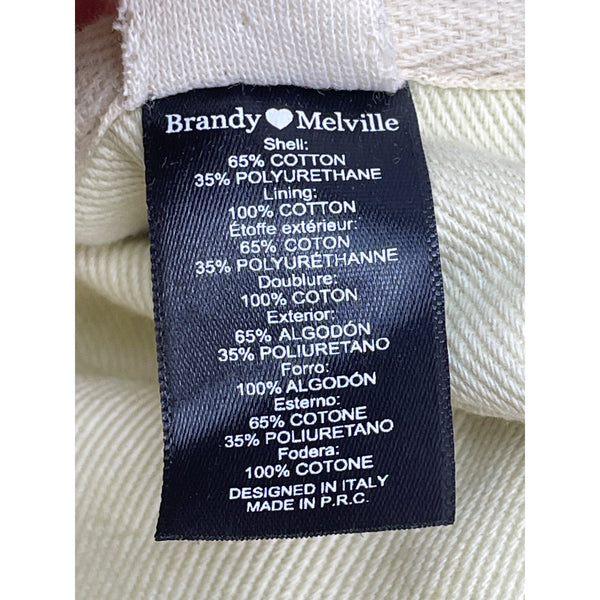 Brandy♥Melville
Shell:
65% COTTON
35% POLYURETHANE
Lining:
100% COTTON
Étoffe extérieur:
65% COTON
35% POLYURÉTHANNE
Doublure:
100% COTON
Exterior:
65% ALGODÓN
35% POLIURETANO
Forro:
100% ALGODÓN
Esterno:
65% COTONE
35% POLIURETANO
Fodera:
100% COTONE
DESIGNED IN ITALY
MADE IN P.R.C.